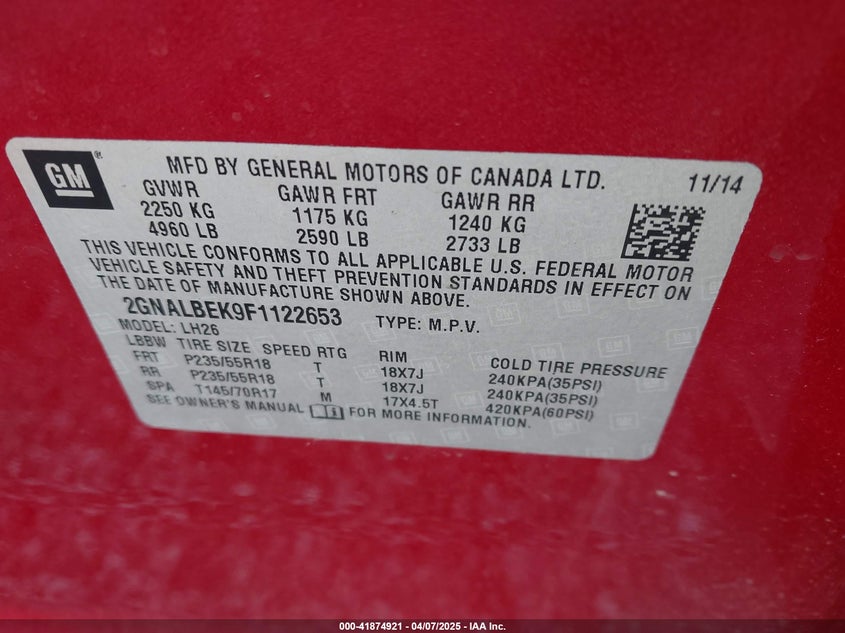 GM®
MFD BY GENERAL MOTORS OF CANADA LTD. 11/14
GVWR GAWR FRT GAWR RR
2250 KG 1175 KG 1240 KG
4960 LB 2590 LB 2733 LB
THIS VEHICLE CONFORMS TO ALL APPLICABLE U.S. FEDERAL MOTOR
VEHICLE SAFETY AND THEFT PREVENTION STANDARDS IN EFFECT ON
THE DATE OF MANUFACTURE SHOWN ABOVE.
2GNALBEK9F1122653 TYPE: M.P.V.
MODEL: LH26
LBBW TIRE SIZE SPEED RTG RIM COLD TIRE PRESSURE
FRT P235/55R18 T 18X7J 240KPA(35PSI)
RR P235/55R18 T 18X7J 240KPA(35PSI)
SPA T145/70R17 M 17X4.5T 420KPA(60PSI)
SEE OWNER'S MANUAL FOR MORE INFORMATION.
000-41874921 | 04/07/2025 - IAA Inc.